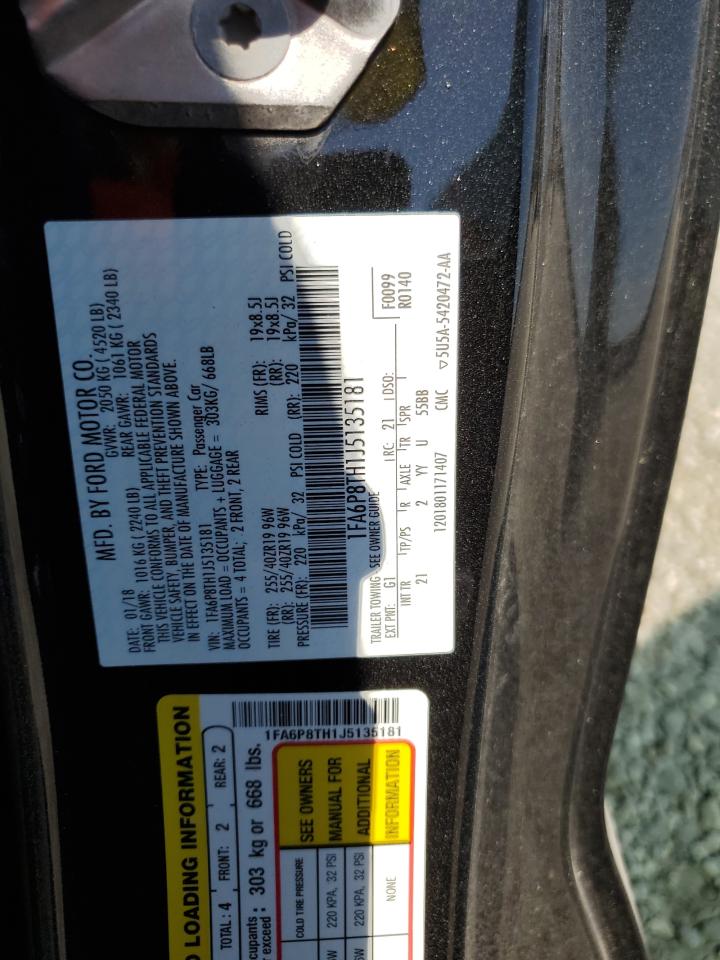 MFD. BY FORD MOTOR CO.
DATE: 01/18 GVWR: 2050 KG ( 4520 LB)
FRONT GAWR: 1016 KG ( 2240 LB) REAR GAWR: 1061 KG ( 2340 LB)
THIS VEHICLE CONFORMS TO ALL APPLICABLE FEDERAL MOTOR
VEHICLE SAFETY, BUMPER, AND THEFT PREVENTION STANDARDS
IN EFFECT ON THE DATE OF MANUFACTURE SHOWN ABOVE.
VIN: 1FA6P8TH1J5135181 TYPE: Passenger Car
MAXIMUM LOAD = OCCUPANTS + LUGGAGE = 303KG/ 668LB
OCCUPANTS = 4 TOTAL; 2 FRONT, 2 REAR
TIRE (FR): 255/40ZR19 96W RIMS (FR): 19x8.5J
(RR): 255/40ZR19 96W (RR): 19x8.5J
PRESSURE (FR): 220 kPa/ 32 PSI COLD (RR): 220 kPa/ 32 PSI COLD
1FA6P8TH1J5135181
TRAILER TOWING - SEE OWNER GUIDE
EXT PNT: G1 RC: 21 DSO: F0099
R0140
INT TR TP/PS R AXLE TR SPR
21 2 YY U 55BB
1201801171407 CMC ▽5U5A-5420472-AA
LOADING INFORMATION
TOTAL: 4 FRONT: 2 REAR: 2
303 kg or 668 lbs.
1FA6P8TH1J5135181
COLD TIRE PRESSURE
220 KPA, 32 PSI
220 KPA, 32 PSI
NONE
SEE OWNERS
MANUAL FOR
ADDITIONAL
INFORMATION